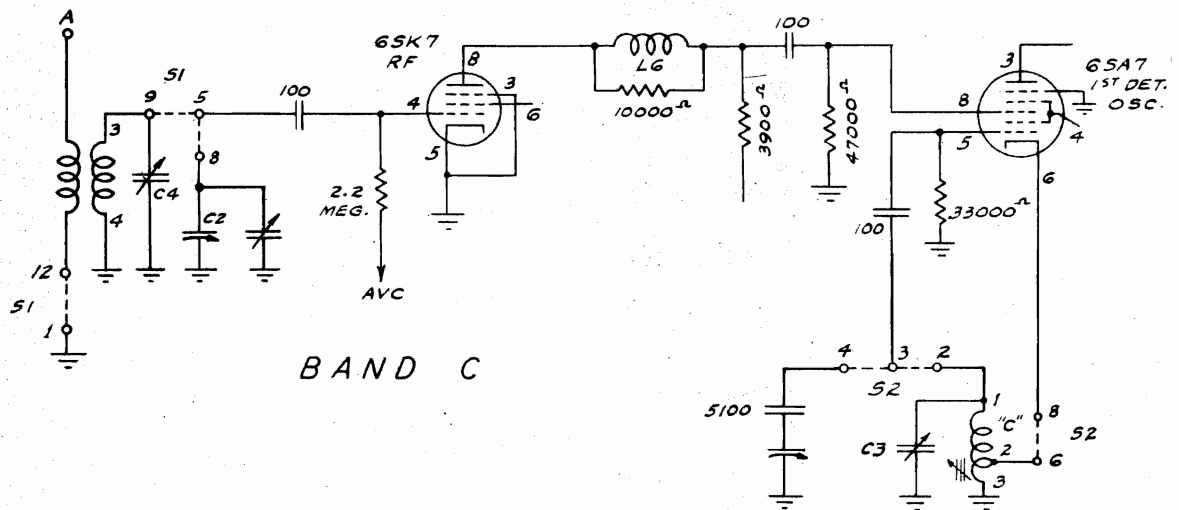 A
S1
9
5
3
C4
4
8
C2
12
S1
1
100
2.2
MEG.
AVC
6SK7
RF
8
3
6
4
5
L6
10000Ω
100
3900Ω
47000Ω
3
6SA7
1ST DET.
OSC.
8
4
5
6
100
33000Ω
BAND C
4
3
2
S2
5100
C3
1
"C"
2
3
8
S2
6